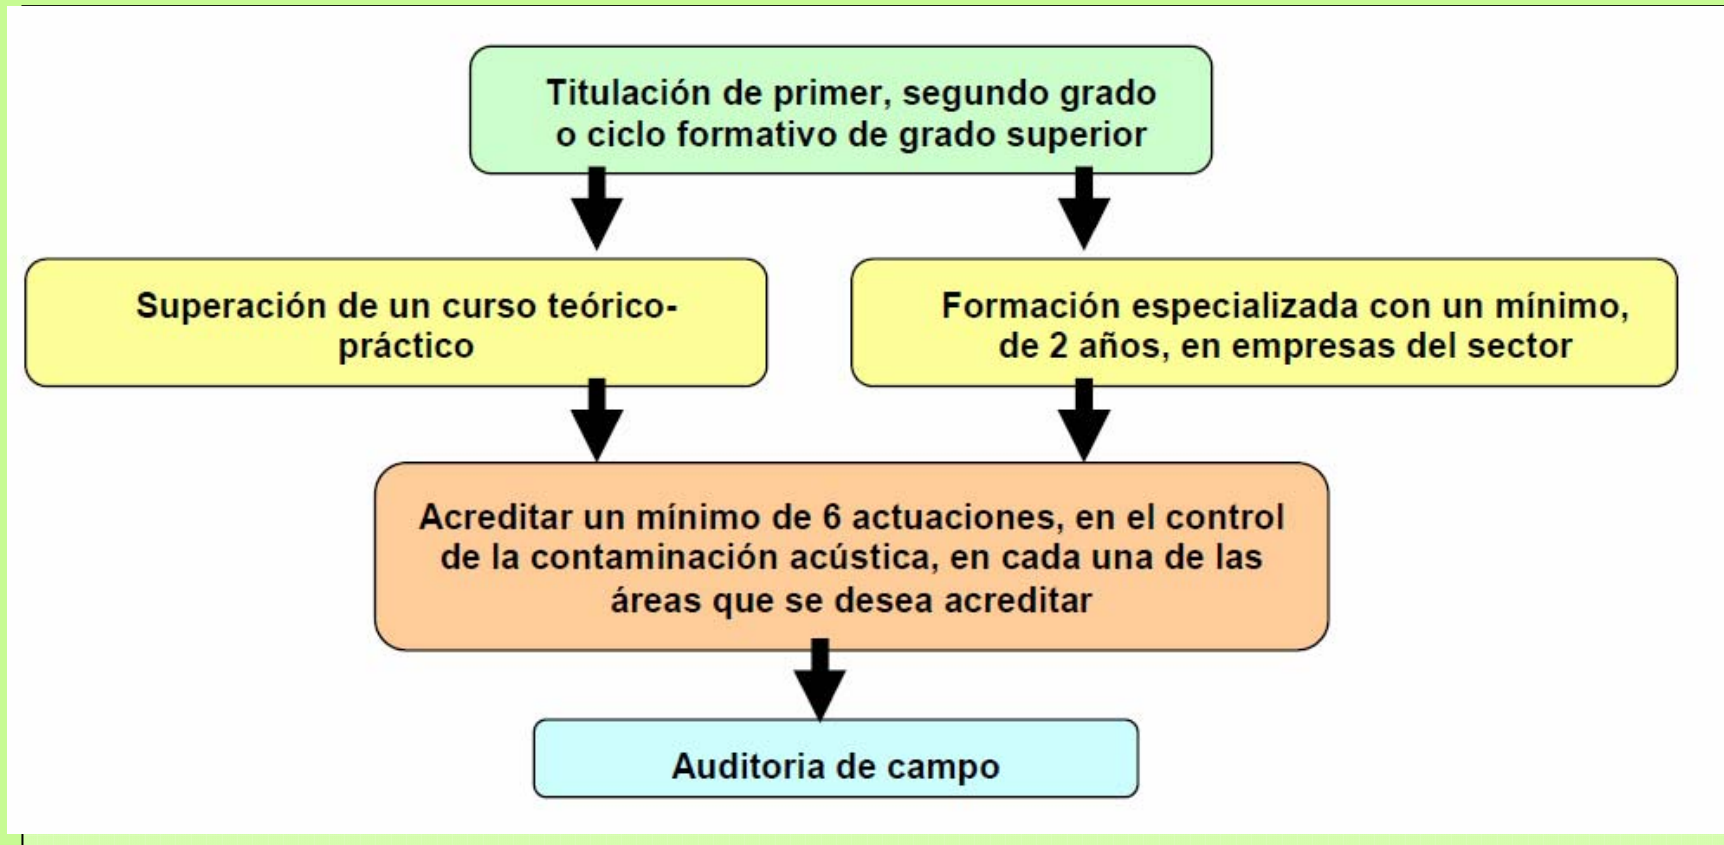 Titulación de primer, segundo grado
o ciclo formativo de grado superior
Superación de un curso teórico-
práctico
Formación especializada con un mínimo,
de 2 años, en empresas del sector
Acreditar un mínimo de 6 actuaciones, en el control
de la contaminación acústica, en cada una de las
áreas que se desea acreditar
Auditoria de campo